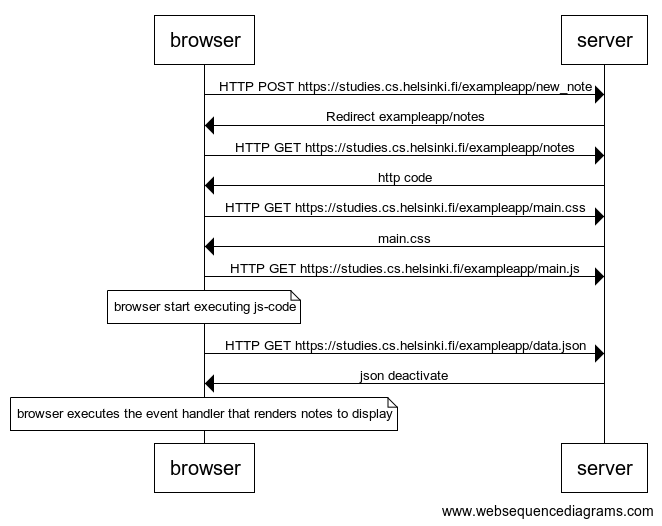 browser
server
HTTP POST https://studies.cs.helsinki.fi/exampleapp/new_note
Redirect exampleapp/notes
HTTP GET https://studies.cs.helsinki.fi/exampleapp/notes
http code
HTTP GET https://studies.cs.helsinki.fi/exampleapp/main.css
main.css
HTTP GET https://studies.cs.helsinki.fi/exampleapp/main.js
browser start executing js-code
HTTP GET https://studies.cs.helsinki.fi/exampleapp/data.json
json deactivate
browser executes the event handler that renders notes to display
browser
server
www.websequencediagrams.com